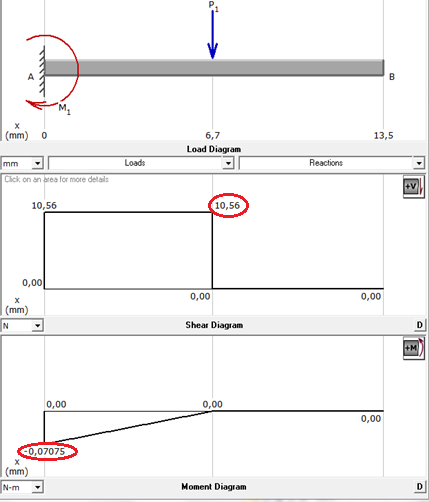 P1
A B
M1
x
(mm) 0 6,7 13,5
Load Diagram
mm Loads Reactions
Click on an area for more details
+V
10,56 10,56
0,00
0,00 0,00
x
(mm)
N Shear Diagram D
+M
0,00 0,00
0,00
-0,07075
x
(mm)
N-m Moment Diagram D